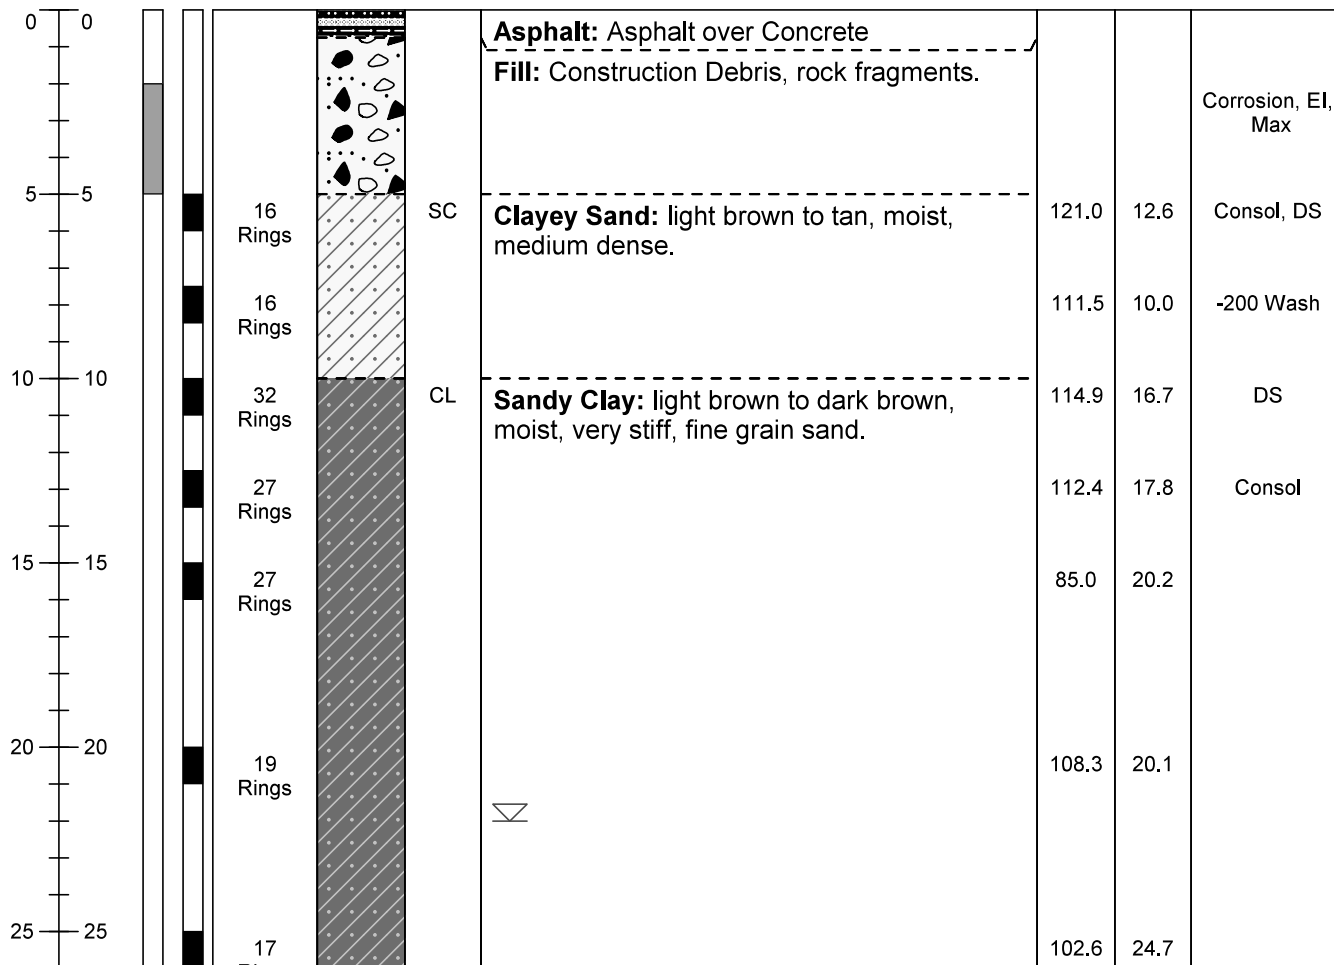 0 0 Asphalt: Asphalt over Concrete
Fill: Construction Debris, rock fragments.
Corrosion, EI,
Max
5 5
16 SC Clayey Sand: light brown to tan, moist, 121.0 12.6 Consol, DS
Rings medium dense.
16 111.5 10.0 -200 Wash
Rings
10 10
32 CL Sandy Clay: light brown to dark brown, 114.9 16.7 DS
Rings moist, very stiff, fine grain sand.
27 112.4 17.8 Consol
Rings
15 15
27 85.0 20.2
Rings
20 20
19 108.3 20.1
Rings
25 25
17 102.6 24.7